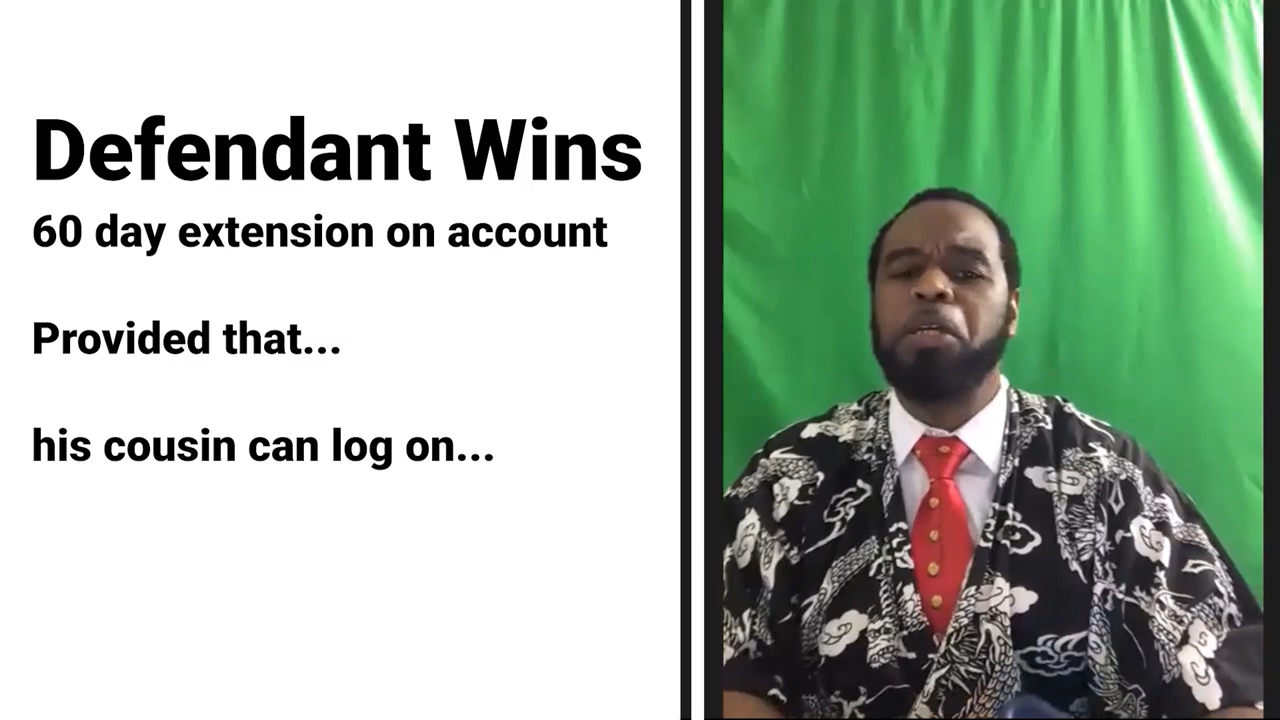 Defendant Wins
60 day extension on account
Provided that...
his cousin can log on...